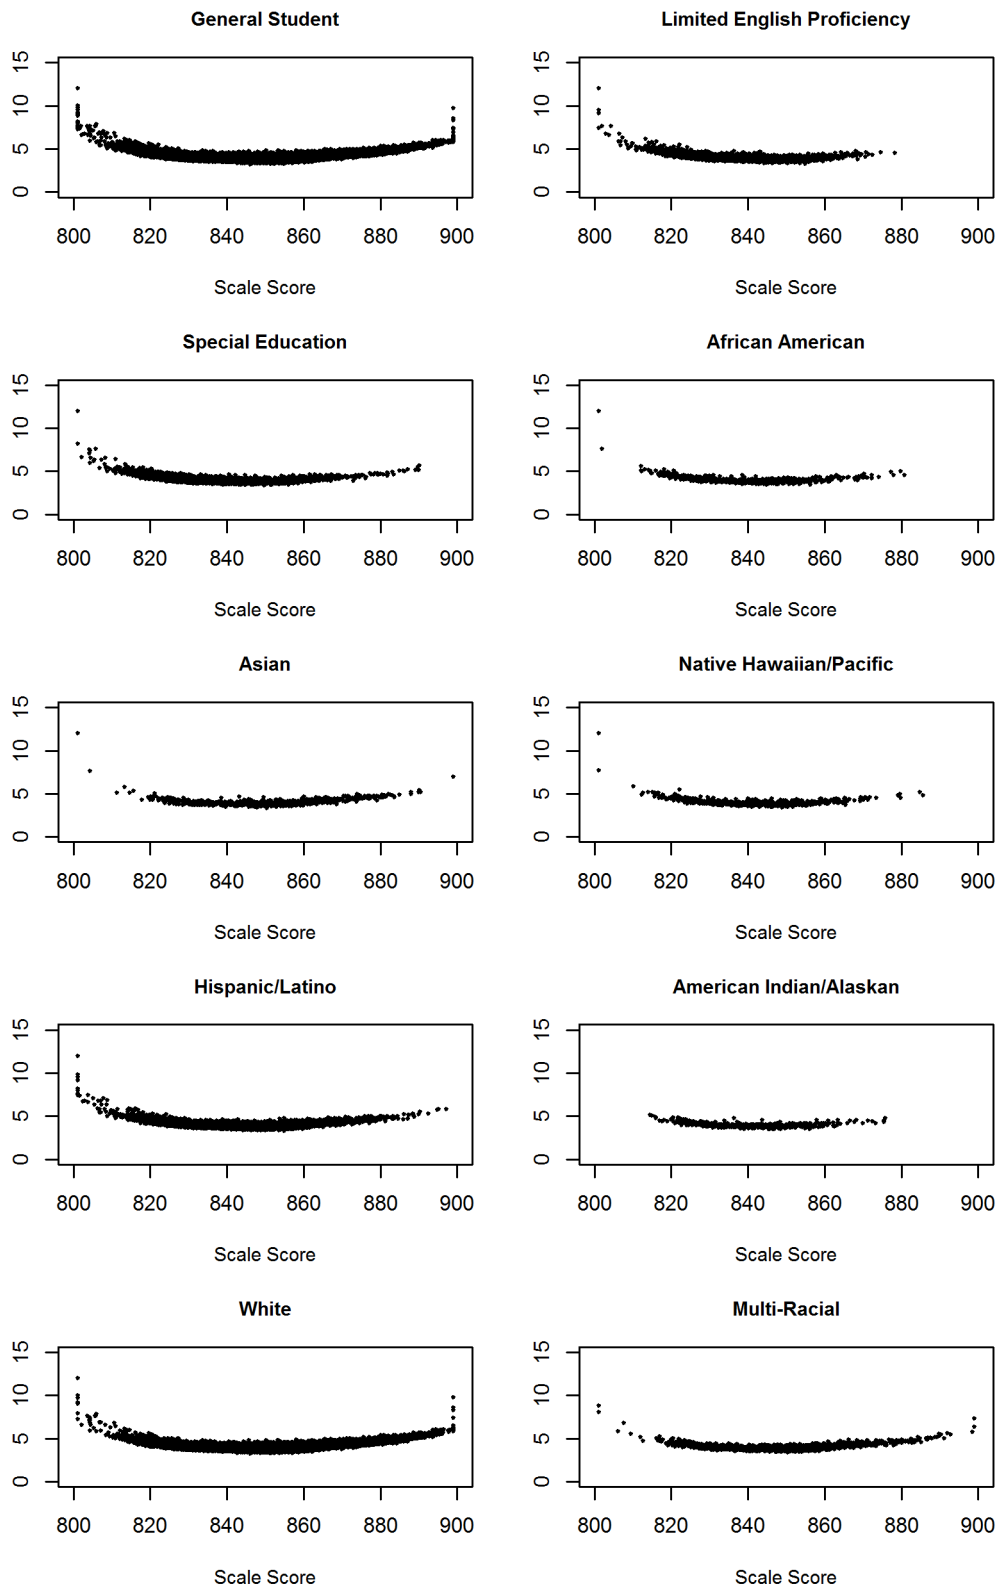 General Student
Limited English Proficiency
15
10
5
0
800 820 840 860 880 900
Scale Score
15
10
5
0
800 820 840 860 880 900
Scale Score
Special Education
African American
15
10
5
0
800 820 840 860 880 900
Scale Score
15
10
5
0
800 820 840 860 880 900
Scale Score
Asian
Native Hawaiian/Pacific
15
10
5
0
800 820 840 860 880 900
Scale Score
15
10
5
0
800 820 840 860 880 900
Scale Score
Hispanic/Latino
American Indian/Alaskan
15
10
5
0
800 820 840 860 880 900
Scale Score
15
10
5
0
800 820 840 860 880 900
Scale Score
White
Multi-Racial
15
10
5
0
800 820 840 860 880 900
Scale Score
15
10
5
0
800 820 840 860 880 900
Scale Score